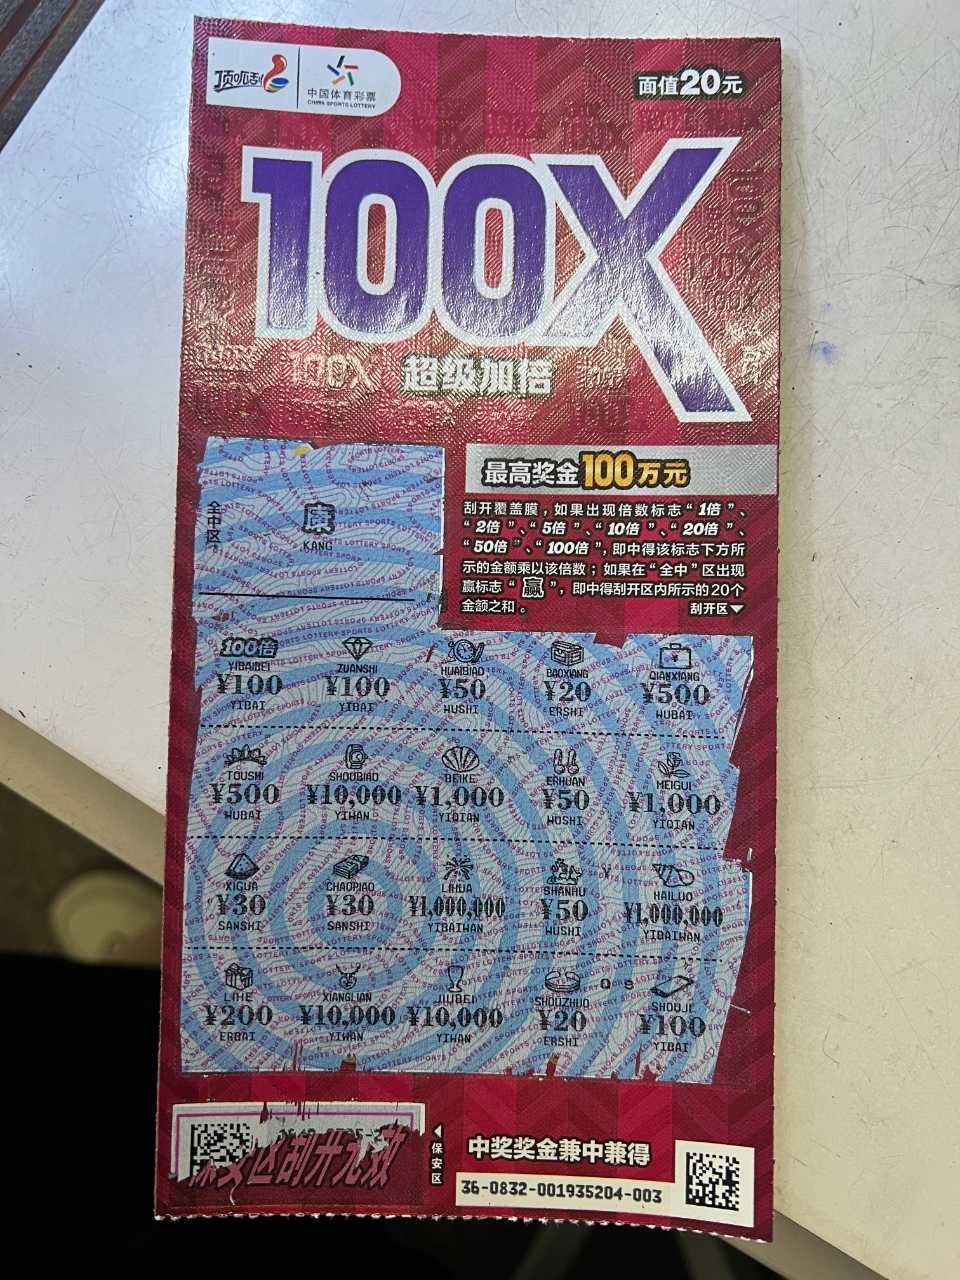 顶呱刮
中国体育彩票
CHINA SPORTS LOTTERY
面值20元
100X
超级加倍
最高奖金100万元
刮开覆盖膜，如果出现倍数标志“1倍”、
“2倍”、“5倍”、“10倍”、“20倍”、
“50倍”、“100倍”，即中得该标志下方所
示的金额乘以该倍数；如果在“全中”区出现
赢标志“赢”，即中得刮开区内所示的20个
金额之和。
刮开区
全中区
KANG
100倍
YIBAIBEI ZUANSHI HUAIBIAO BAOXIANG QIANXIANG
¥100 ¥100 ¥50 ¥20 ¥500
YIBAI YIBAI WUSHI ERSHI WUBAI
TOUSHI SHOUBIAO BEIKE ERHUAN MEIGUI
¥500 ¥10,000 ¥1,000 ¥50 ¥1,000
WUBAI YIWAN YIQIAN WUSHI YIQIAN
XIGUA CHAOPIAO LIHUA SHANHU HAILUO
¥30 ¥30 ¥1,000,000 ¥50 ¥1,000,000
SANSHI SANSHI YIBAIWAN WUSHI YIBAIWAN
LIHE XIANGLIAN JIUBEI SHOUZHUO SHOUJI
¥200 ¥10,000 ¥10,000 ¥20 ¥100
ERBAI YIWAN YIWAN ERSHI YIBAI
保安区刮开无效
保安区
中奖奖金兼中兼得
36-0832-001935204-003